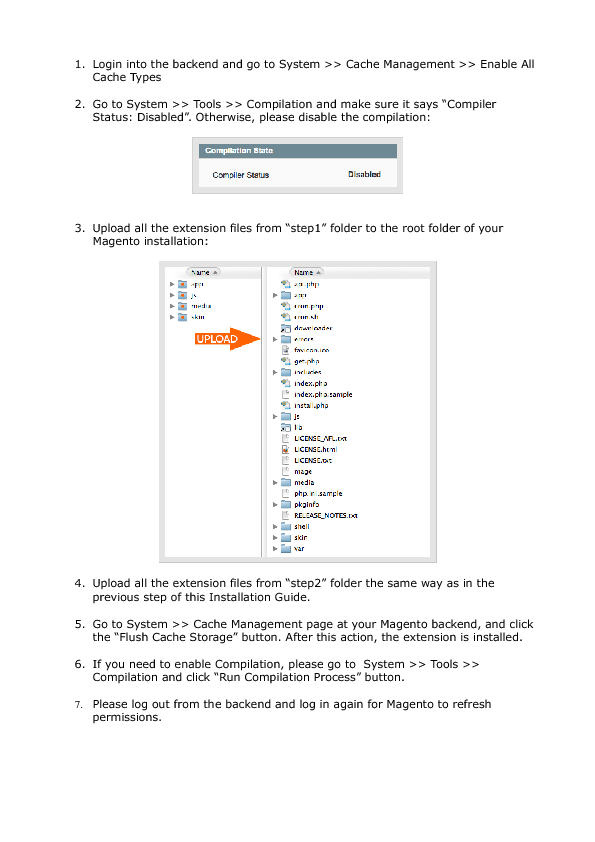 1. Login into the backend and go to System >> Cache Management >> Enable All
Cache Types
2. Go to System >> Tools >> Compilation and make sure it says “Compiler
Status: Disabled”. Otherwise, please disable the compilation:
Compilation State
Compiler Status Disabled
3. Upload all the extension files from “step1” folder to the root folder of your
Magento installation:
Name
app
js
media
skin
UPLOAD
Name
api.php
app
cron.php
cron.sh
downloader
errors
favicon.ico
get.php
includes
index.php
index.php.sample
install.php
js
lib
LICENSE_AFL.txt
LICENSE.html
LICENSE.txt
mage
media
php.ini.sample
pkginfo
RELEASE_NOTES.txt
shell
skin
var
4. Upload all the extension files from “step2” folder the same way as in the
previous step of this Installation Guide.
5. Go to System >> Cache Management page at your Magento backend, and click
the “Flush Cache Storage” button. After this action, the extension is installed.
6. If you need to enable Compilation, please go to System >> Tools >>
Compilation and click “Run Compilation Process” button.
7. Please log out from the backend and log in again for Magento to refresh
permissions.